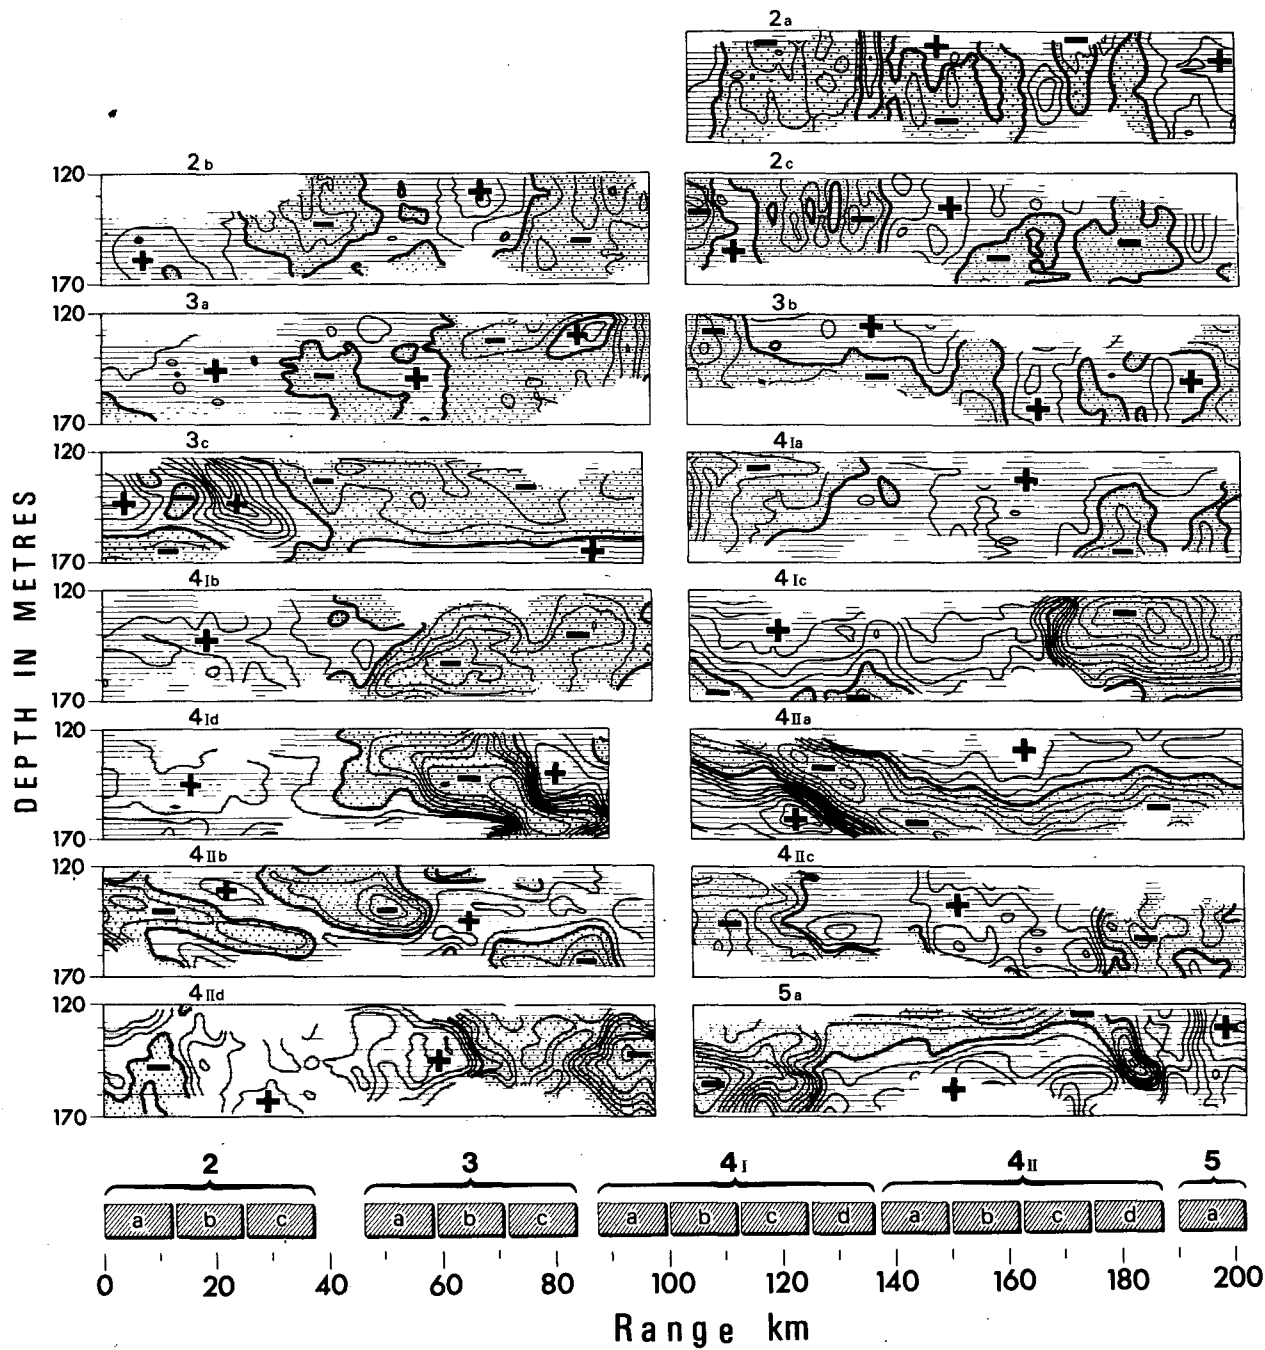 2a
2b
2c
120
170
3a
3b
120
170
3c
4Ia
120
170
4Ib
4Ic
120
170
4Id
4IIa
120
170
4IIb
4IIc
120
170
4IId
5a
120
170
DEPTH IN METRES
2 3 4I 4II 5
a b c a b c a b c d a b c d a
0 20 40 60 80 100 120 140 160 180 200
Range km